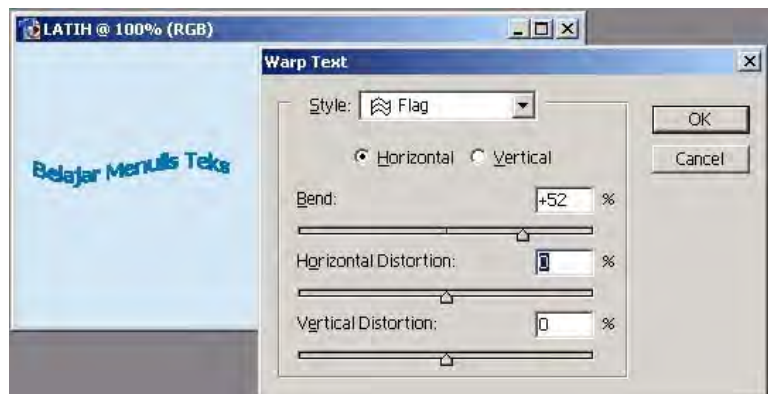 LATIH @ 100% (RGB)
Belajar Menulis Teks
Warp Text
Style: Flag
Horizontal Vertical
Bend: +52 %
Horizontal Distortion: 0 %
Vertical Distortion: 0 %
OK
Cancel